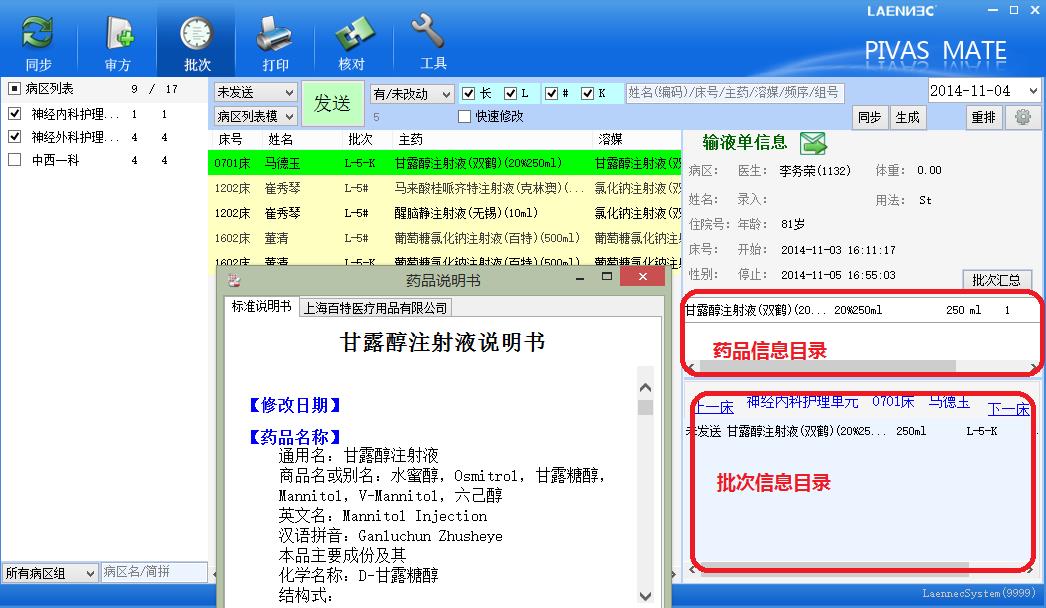 LAENNEC
PIVAS MATE
同步 审方 批次 打印 核对 工具
病区列表 9 / 17
神经内科护理... 1 1
神经外科护理... 4 4
中西一科 4 4
未发送 发送 有/未改动 长 L # K 姓名(编码)/床号/主药/溶媒/频序/组号 2014-11-04
病区列表模 5 快速修改 同步 生成 重排
床号 姓名 批次 主药 溶媒
0701床 马德玉 L-5-K 甘露醇注射液(双鹤)(20%250ml) 甘露醇注射液(双
1202床 崔秀琴 L-5# 马来酸桂哌齐特注射液(克林澳)(... 氯化钠注射液(双
1202床 崔秀琴 L-5# 醒脑静注射液(无锡)(10ml) 氯化钠注射液(双
1602床 董清 L-5# 葡萄糖氯化钠注射液(百特)(500ml) 葡萄糖氯化钠注射
1602床 董清 L-5-K 葡萄糖氯化钠注射液(百特)(500ml) 葡萄糖氯化钠注射
输液单信息
病区: 医生: 李务荣(1132) 体重: 0.00
姓名: 录入: 用法: St
住院号: 年龄: 81岁
床号: 开始: 2014-11-03 16:11:17
性别: 停止: 2014-11-05 16:55:03
批次汇总
甘露醇注射液(双鹤)(20... 20%250ml 250 ml 1
药品信息目录
上一床 神经内科护理单元 0701床 马德玉 下一床
未发送 甘露醇注射液(双鹤)(20%25... 250ml L-5-K
批次信息目录
药品说明书
标准说明书 上海百特医疗用品有限公司
甘露醇注射液说明书
【修改日期】
【药品名称】
通用名: 甘露醇注射液
商品名或别名: 水蜜醇, Osmitrol, 甘露糖醇,
Mannitol, V-Mannitol, 六己醇
英文名: Mannitol Injection
汉语拼音: Ganluchun Zhusheye
本品主要成份及其
化学名称: D-甘露糖醇
结构式:
所有病区组 病区名/简拼
LaennecSystem(9999)